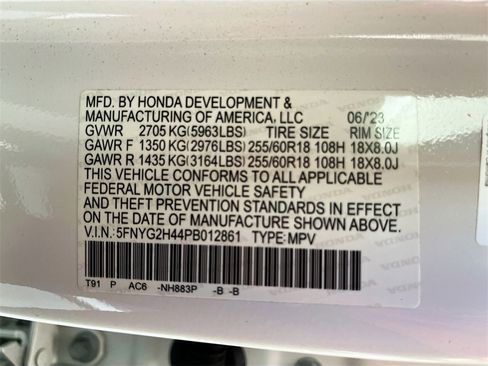 MFD. BY HONDA DEVELOPMENT &
MANUFACTURING OF AMERICA, LLC 06/23
GVWR 2705 KG(5963LBS) TIRE SIZE RIM SIZE
GAWR F 1350 KG(2976LBS) 255/60R18 108H 18X8.0J
GAWR R 1435 KG(3164LBS) 255/60R18 108H 18X8.0J
THIS VEHICLE CONFORMS TO ALL APPLICABLE
FEDERAL MOTOR VEHICLE SAFETY
AND THEFT PREVENTION STANDARDS IN EFFECT
ON THE DATE OF MANUFACTURE SHOWN ABOVE.
V.I.N.: 5FNYG2H44PB012861 TYPE: MPV
T91 P AC6 -NH883P -B -B